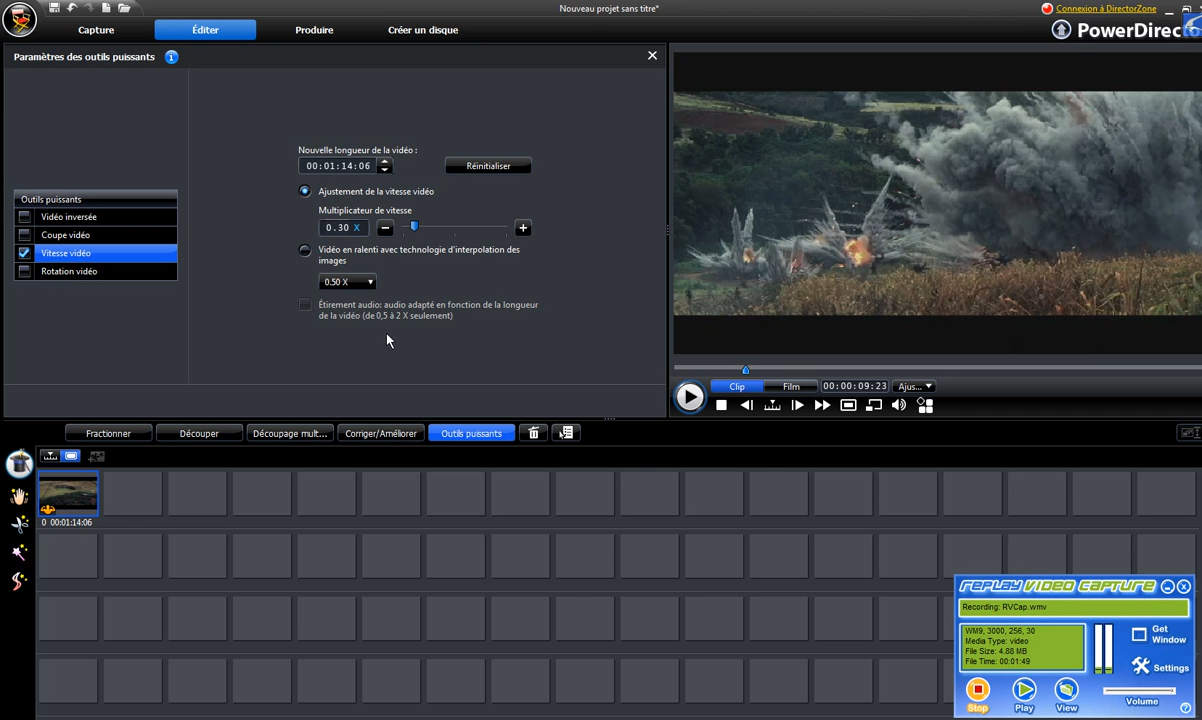 Nouveau projet sans titre*
Connexion à DirectorZone
Capture
Éditer
Produire
Créer un disque
PowerDirec
Paramètres des outils puissants
Outils puissants
Vidéo inversée
Coupe vidéo
Vitesse vidéo
Rotation vidéo
Nouvelle longueur de la vidéo :
00:01:14:06
Réinitialiser
Ajustement de la vitesse vidéo
Multiplicateur de vitesse
0.30 X
Vidéo en ralenti avec technologie d'interpolation des
images
0.50 X
Étirement audio: audio adapté en fonction de la longueur
de la vidéo (de 0,5 à 2 X seulement)
Clip
Film
00:00:09:23
Ajus...
Fractionner
Découper
Découpage mult...
Corriger/Améliorer
Outils puissants
0 00:01:14:06
REPLAY VIDEO CAPTURE
Recording: RVCap.wmv
WM9, 3000, 256, 30
Media Type: video
File Size: 4.88 MB
File Time: 00:01:49
Get
Window
Settings
Stop
Play
View
Volume